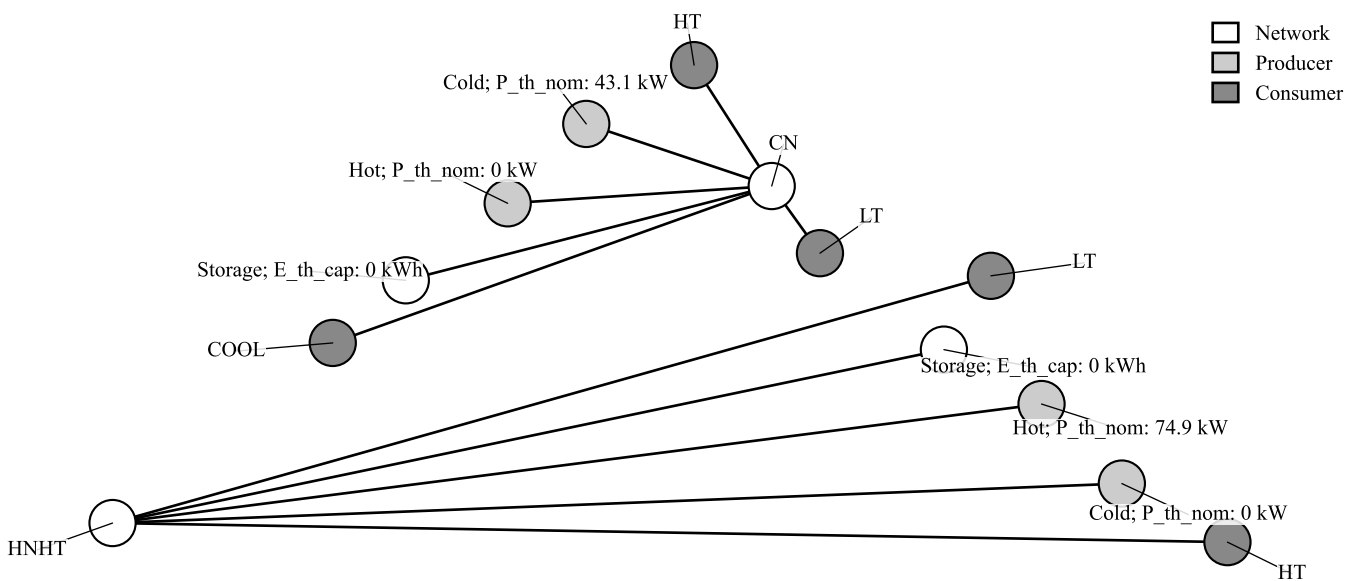 HT
Network
Producer
Consumer
Cold; P_th_nom: 43.1 kW
CN
Hot; P_th_nom: 0 kW
LT
Storage; E_th_cap: 0 kWh
LT
COOL
Storage; E_th_cap: 0 kWh
Hot; P_th_nom: 74.9 kW
Cold; P_th_nom: 0 kW
HNHT
HT